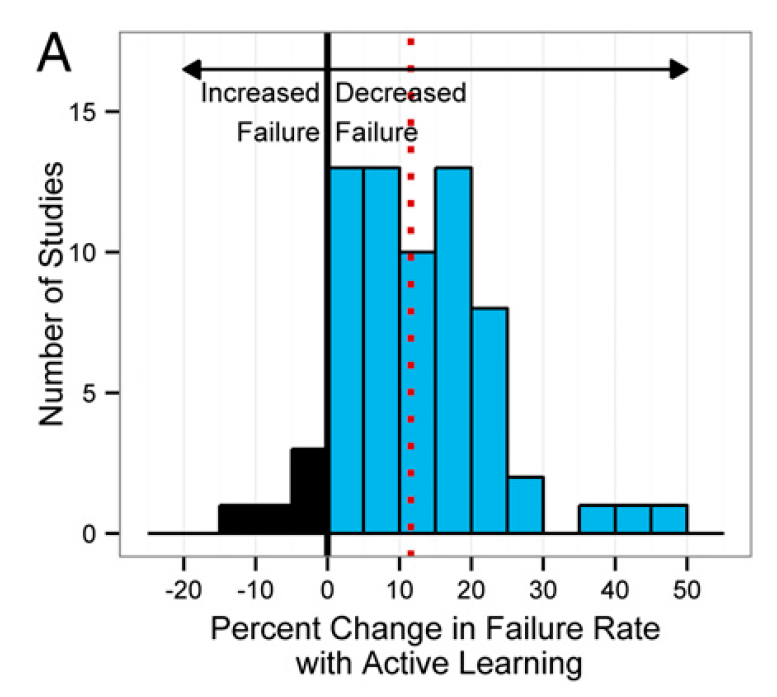 A
Increased Decreased
Failure Failure
15
10
5
0
Number of Studies
-20 -10 0 10 20 30 40 50
Percent Change in Failure Rate
with Active Learning